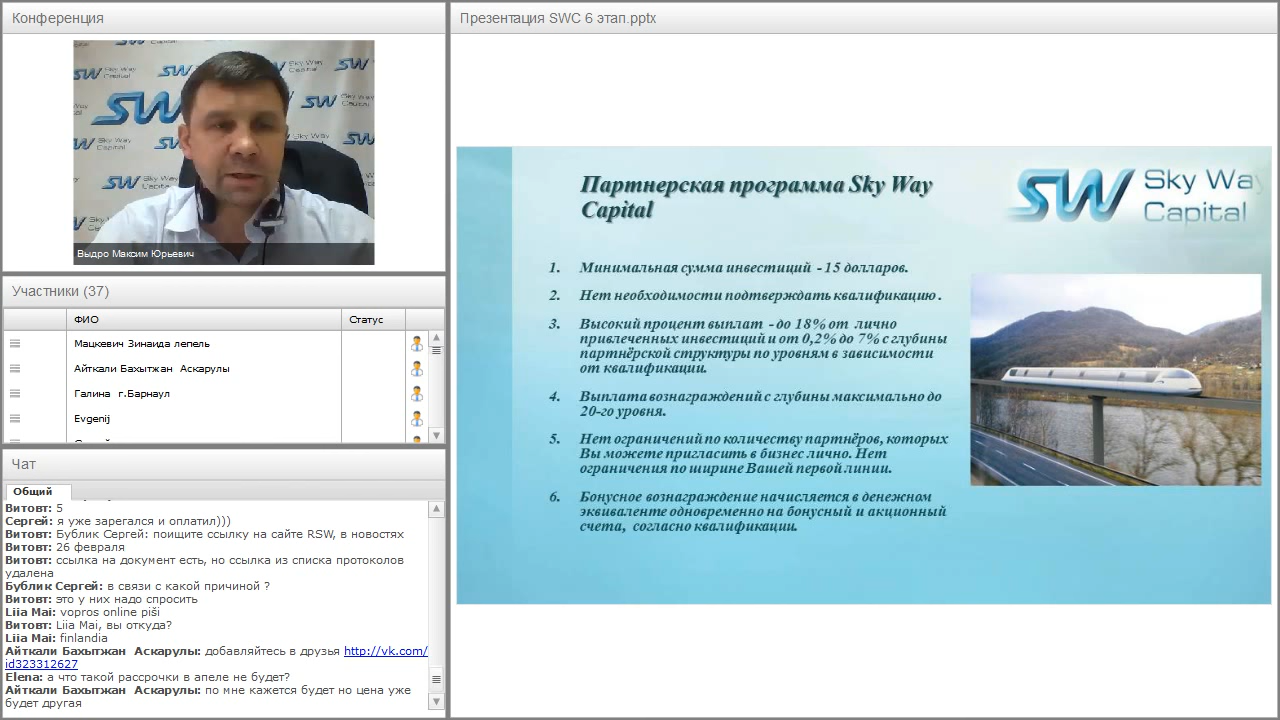 Конференция
SW Sky Way
Capital
Выдро Максим Юрьевич
Участники (37)
ФИО
Статус
Мацкевич Зинаида лепель
Айткали Бахытжан Аскарулы
Галина г.Барнаул
Evgenij
Чат
Общий
Витовт: 5
Сергей: я уже зарегался и оплатил)))
Витовт: Бублик Сергей: поищите ссылку на сайте RSW, в новостях
Витовт: 26 февраля
Витовт: ссылка на документ есть, но ссылка из списка протоколов
удалена
Бублик Сергей: в связи с какой причиной ?
Витовт: это у них надо спросить
Liia Mai: vopros online piši
Витовт: Liia Mai, вы откуда?
Liia Mai: finlandia
Айткали Бахытжан Аскарулы: добавляйтесь в друзья http://vk.com/
id323312627
Elena: а что такой рассрочки в апеле не будет?
Айткали Бахытжан Аскарулы: по мне кажется будет но цена уже
будет другая
Презентация SWC 6 этап.pptx
Партнерская программа Sky Way
Capital
SW Sky Way
Capital
1. Минимальная сумма инвестиций - 15 долларов.
2. Нет необходимости подтверждать квалификацию .
3. Высокий процент выплат - до 18% от лично
привлеченных инвестиций и от 0,2% до 7% с глубины
партнёрской структуры по уровням в зависимости
от квалификации.
4. Выплата вознаграждений с глубины максимально до
20-го уровня.
5. Нет ограничений по количеству партнёров, которых
Вы можете пригласить в бизнес лично. Нет
ограничения по ширине Вашей первой линии.
6. Бонусное вознаграждение начисляется в денежном
эквиваленте одновременно на бонусный и акционный
счета, согласно квалификации.